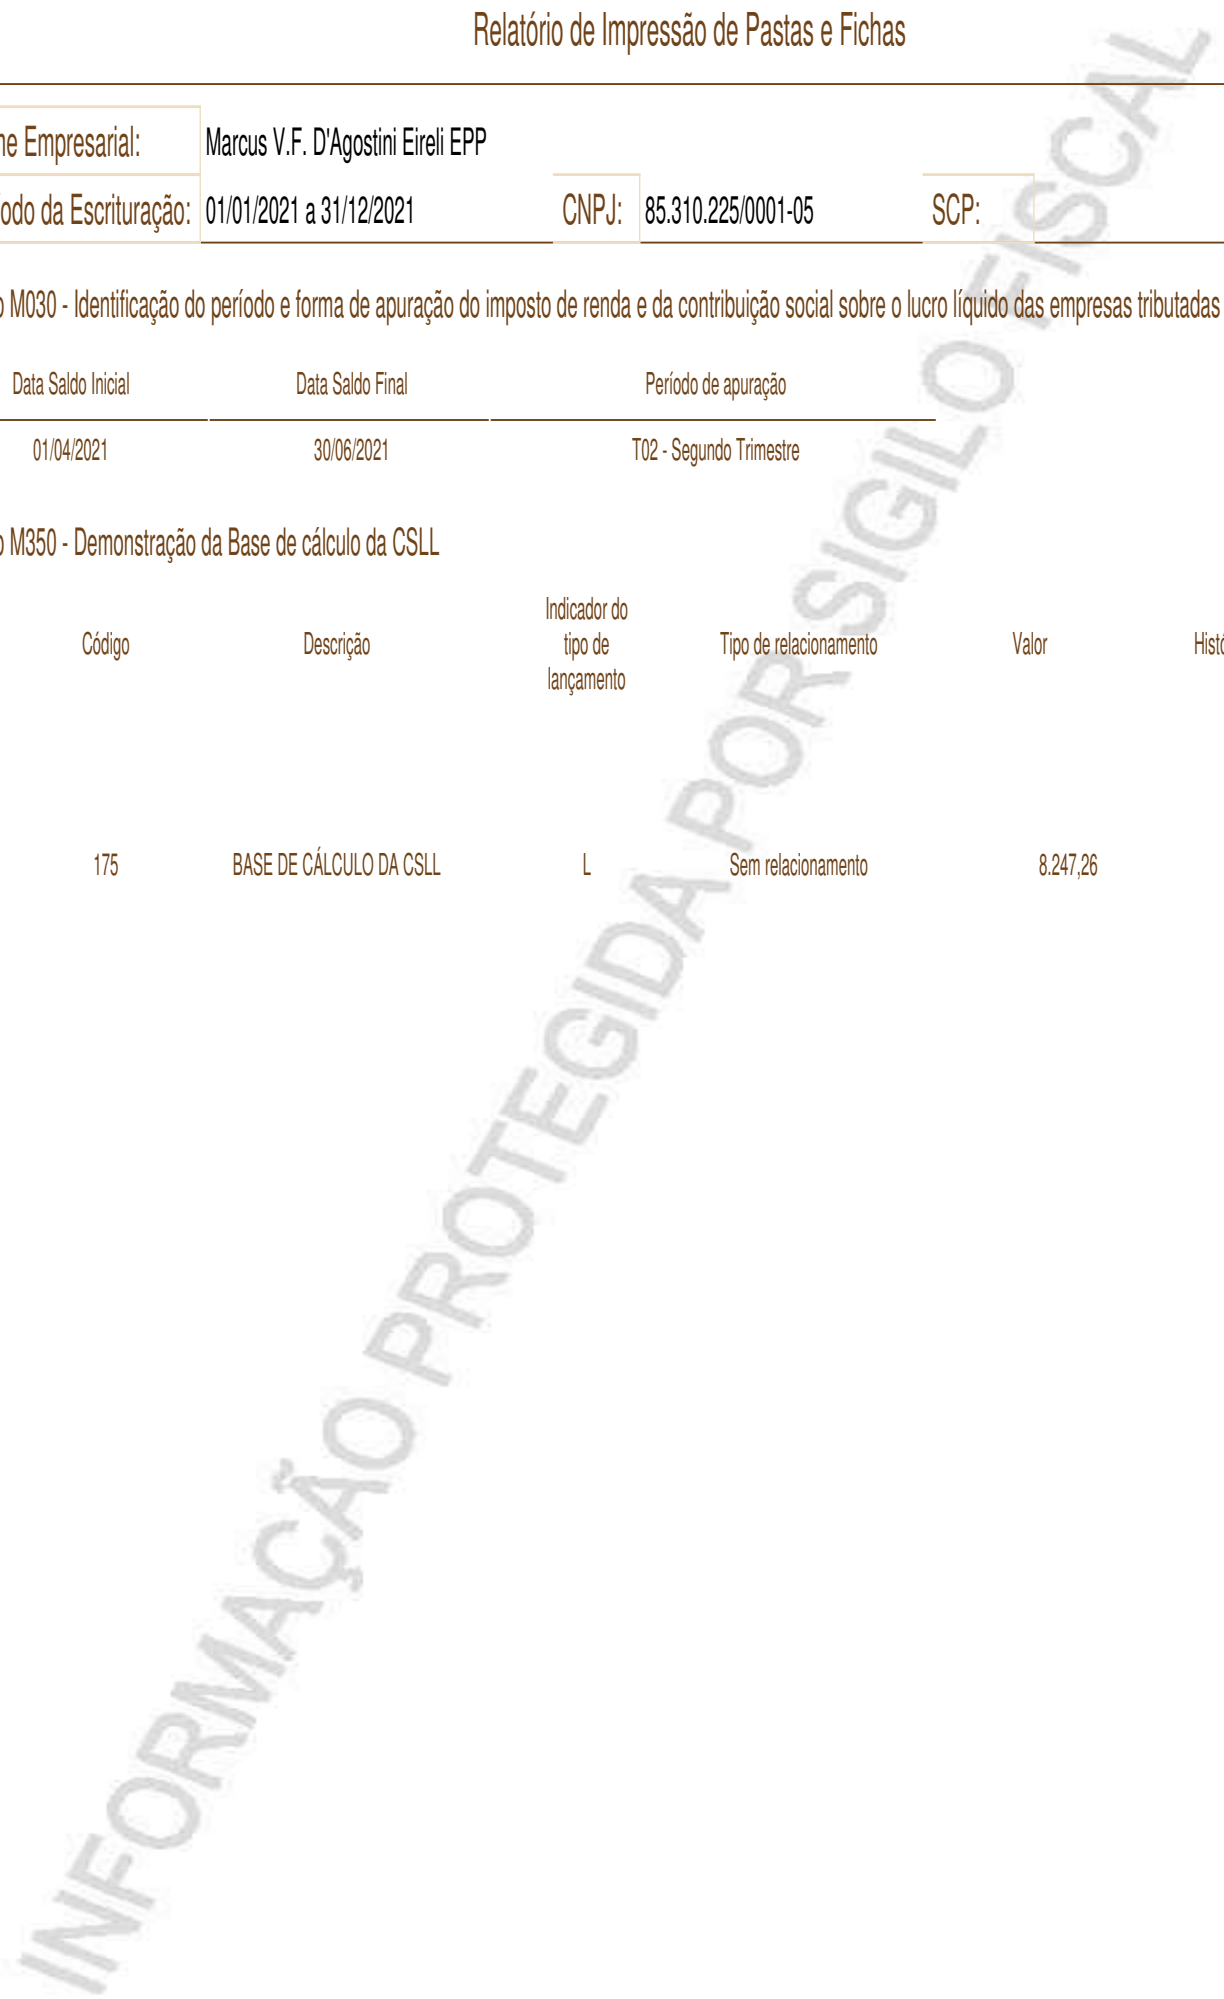 Relatório de Impressão de Pastas e Fichas
me Empresarial: Marcus V.F. D'Agostini Eireli EPP
odo da Escrituração: 01/01/2021 a 31/12/2021 CNPJ: 85.310.225/0001-05 SCP:
o M030 - Identificação do período e forma de apuração do imposto de renda e da contribuição social sobre o lucro líquido das empresas tributadas
Data Saldo Inicial Data Saldo Final Período de apuração
01/04/2021 30/06/2021 T02 - Segundo Trimestre
o M350 - Demonstração da Base de cálculo da CSLL
Código Descrição Indicador do tipo de lançamento Tipo de relacionamento Valor Histó
175 BASE DE CÁLCULO DA CSLL L Sem relacionamento 8.247,26
INFORMAÇÃO PROTEGIDA POR SIGILO FISCAL